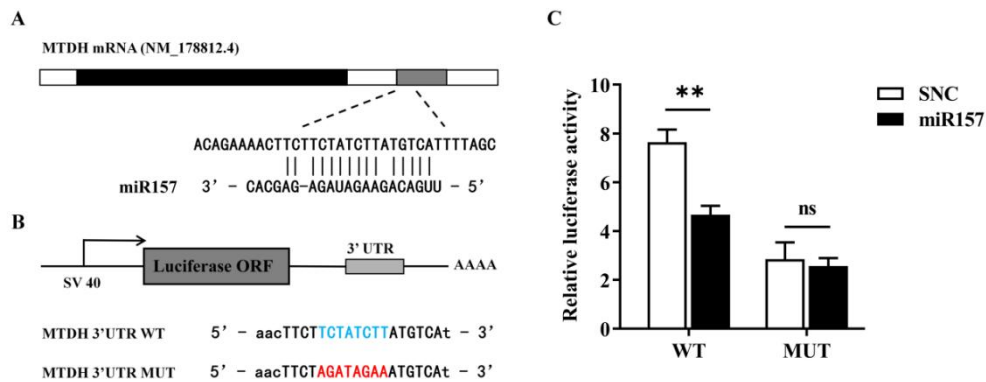 A
MTDH mRNA (NM_178812.4)
ACAGAAAACTTCTTCTATCTTATGTCATTTTAGC
miR157 3' - CACGAG-AGAUAGAAGACAGUU - 5'
B
SV 40
Luciferase ORF
3' UTR
AAAA
MTDH 3'UTR WT 5' - aacTTCTTCTATCTTATGTCAt - 3'
MTDH 3'UTR MUT 5' - aacTTCTAGATAGAAATGTCAt - 3'
C
Relative luciferase activity
10
8
6
4
2
0
**
ns
WT
MUT
SNC
miR157